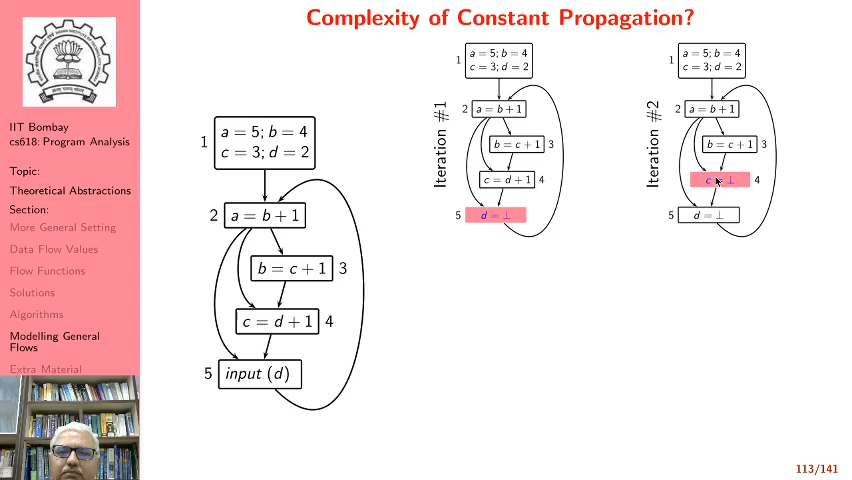 Complexity of Constant Propagation?
IIT Bombay
cs618: Program Analysis
Topic:
Theoretical Abstractions
Section:
More General Setting
Data Flow Values
Flow Functions
Solutions
Algorithms
Modelling General
Flows
Extra Material
1
a = 5; b = 4
c = 3; d = 2
2
a = b + 1
b = c + 1
3
c = d + 1
4
5
input (d)
Iteration #1
1
a = 5; b = 4
c = 3; d = 2
2
a = b + 1
b = c + 1
3
c = d + 1
4
5
d = ⊥
Iteration #2
1
a = 5; b = 4
c = 3; d = 2
2
a = b + 1
b = c + 1
3
c = ⊥
4
5
d = ⊥
113/141